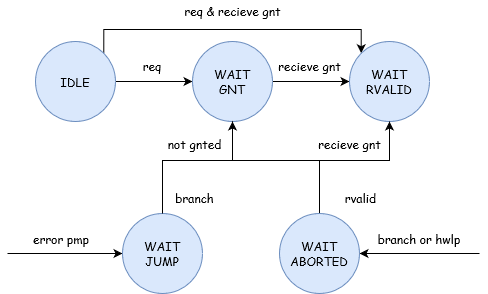 req & recieve gnt
IDLE
req
WAIT
GNT
recieve gnt
WAIT
RVALID
not gnted
recieve gnt
branch
rvalid
error pmp
WAIT
JUMP
WAIT
ABORTED
branch or hwlp